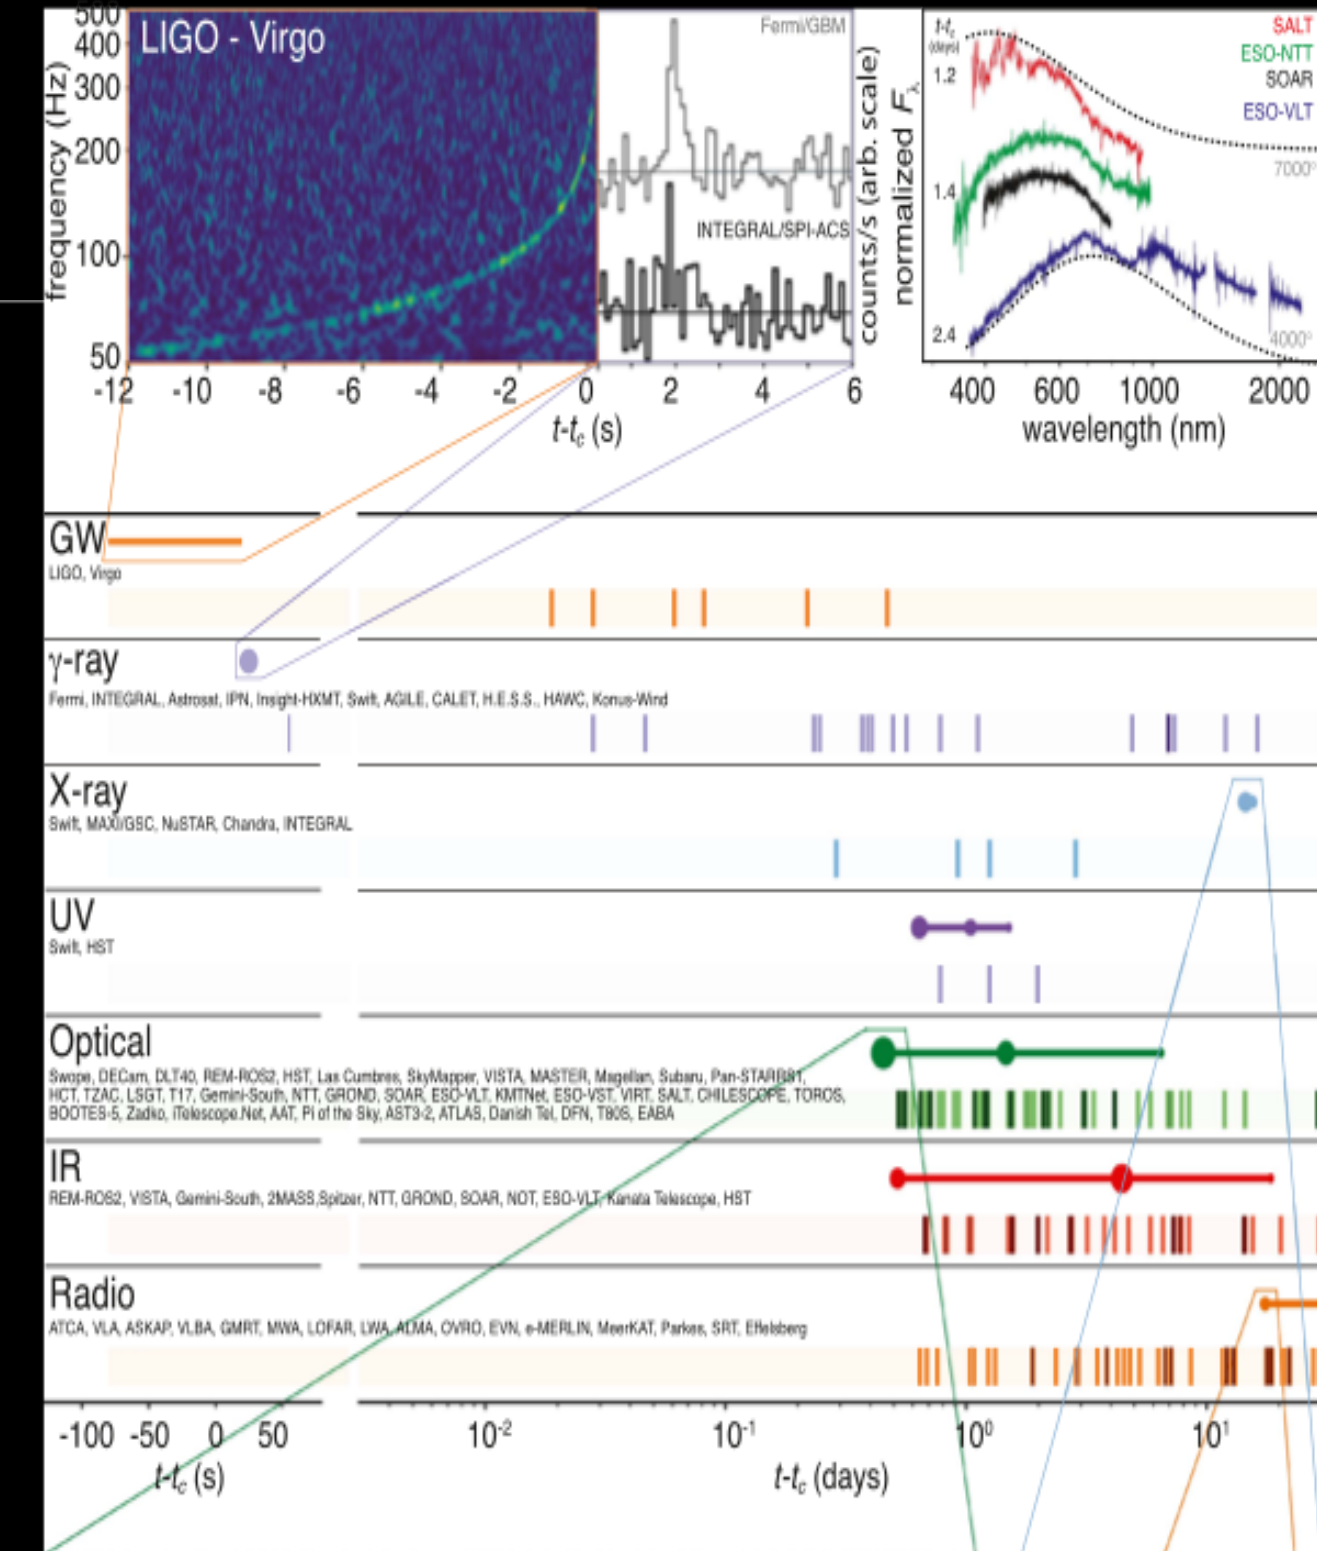 500
400
300
200
100
50
frequency (Hz)
LIGO - Virgo
-12 -10 -8 -6 -4 -2 0 2 4 6
t-tc (s)
Fermi/GBM
INTEGRAL/SPI-ACS
counts/s (arb. scale)
normalized Fλ
t-tc
(days)
1.2
1.4
2.4
SALT
ESO-NTT
SOAR
ESO-VLT
7000°
4000°
400 600 1000 2000
wavelength (nm)
GW
LIGO, Virgo
γ-ray
Fermi, INTEGRAL, Astrosat, IPN, Insight-HXMT, Swift, AGILE, CALET, H.E.S.S., HAWC, Konus-Wind
X-ray
Swift, MAXI/GSC, NuSTAR, Chandra, INTEGRAL
UV
Swift, HST
Optical
Swope, DECam, DLT40, REM-ROS2, HST, Las Cumbres, SkyMapper, VISTA, MASTER, Magellan, Subaru, Pan-STARRS1,
HCT, TZAC, LSGT, T17, Gemini-South, NTT, GROND, SOAR, ESO-VLT, KMTNet, ESO-VST, VIRT, SALT, CHILESCOPE, TOROS,
BOOTES-5, Zadko, iTelescope.Net, AAT, Pi of the Sky, AST3-2, ATLAS, Danish Tel, DFN, T80S, EABA
IR
REM-ROS2, VISTA, Gemini-South, 2MASS,Spitzer, NTT, GROND, SOAR, NOT, ESO-VLT, Kanata Telescope, HST
Radio
ATCA, VLA, ASKAP, VLBA, GMRT, MWA, LOFAR, LWA, ALMA, OVRO, EVN, e-MERLIN, MeerKAT, Parkes, SRT, Effelsberg
-100 -50 0 50 10⁻² 10⁻¹ 10⁰ 10¹
t-tc (s) t-tc (days)